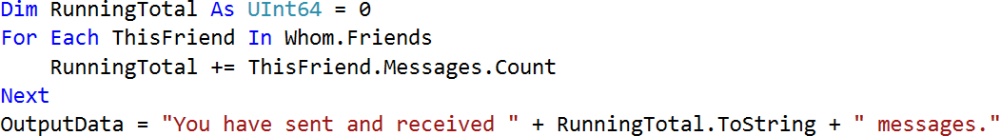 Dim RunningTotal As UInt64 = 0
For Each ThisFriend In Whom.Friends
    RunningTotal += ThisFriend.Messages.Count
Next
OutputData = "You have sent and received " + RunningTotal.ToString + " messages."